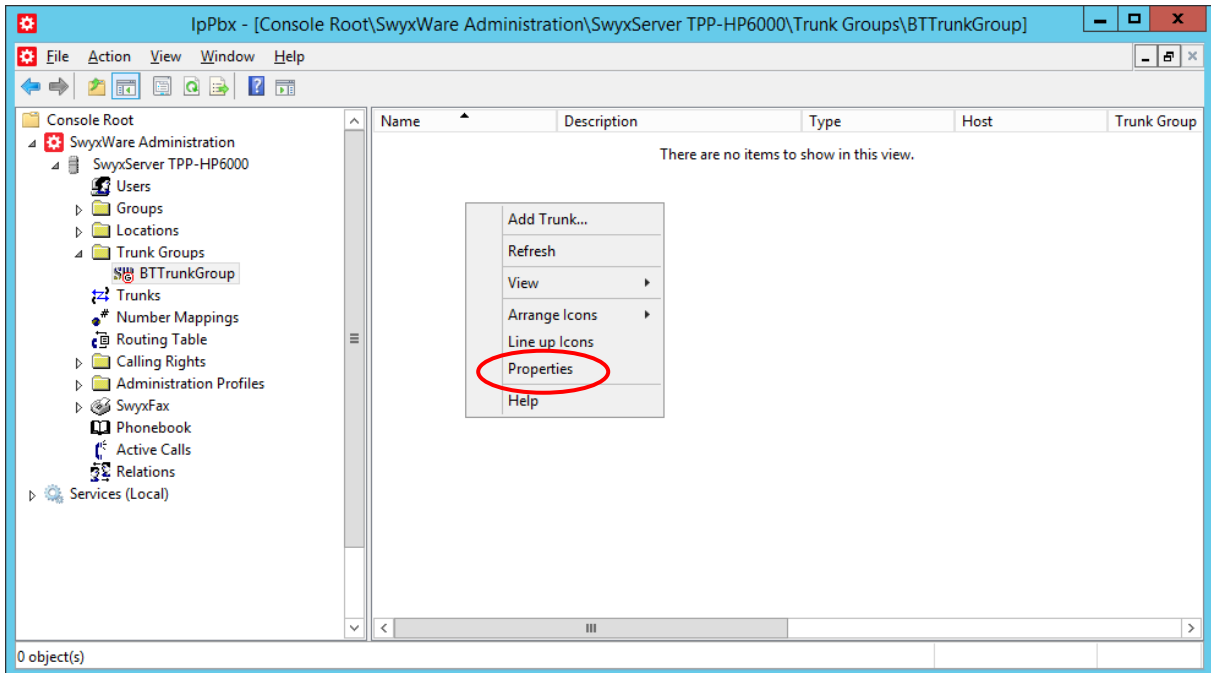 IpPbx - [Console Root\SwyxWare Administration\SwyxServer TPP-HP6000\Trunk Groups\BTTrunkGroup]
File Action View Window Help
Console Root
SwyxWare Administration
SwyxServer TPP-HP6000
Users
Groups
Locations
Trunk Groups
BTTrunkGroup
Trunks
Number Mappings
Routing Table
Calling Rights
Administration Profiles
SwyxFax
Phonebook
Active Calls
Relations
Services (Local)
Name Description Type Host Trunk Group
There are no items to show in this view.
Add Trunk...
Refresh
View
Arrange Icons
Line up Icons
Properties
Help
0 object(s)